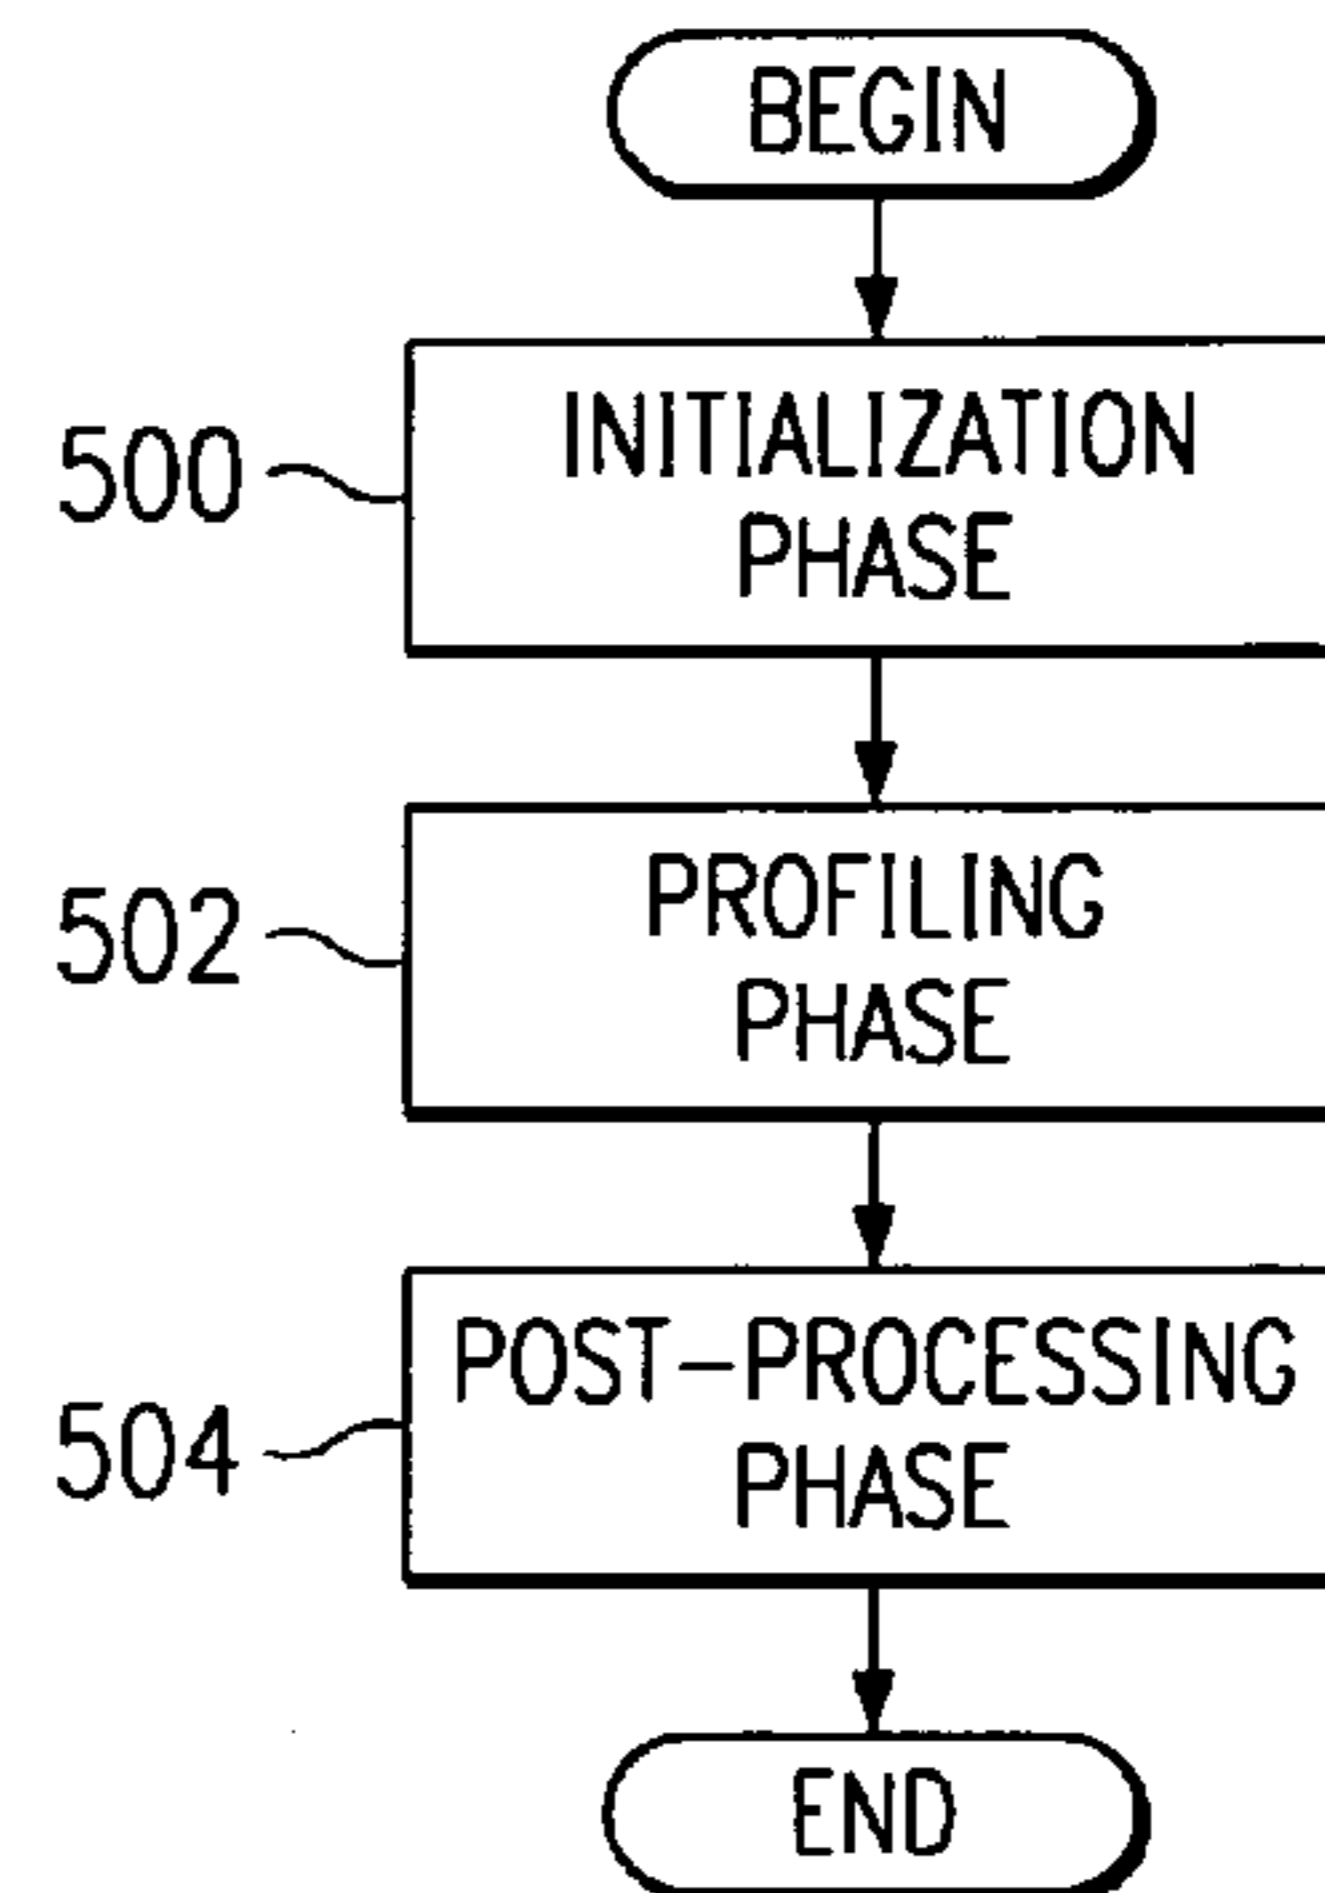 BEGIN
500
INITIALIZATION
PHASE
502
PROFILING
PHASE
504
POST-PROCESSING
PHASE
END